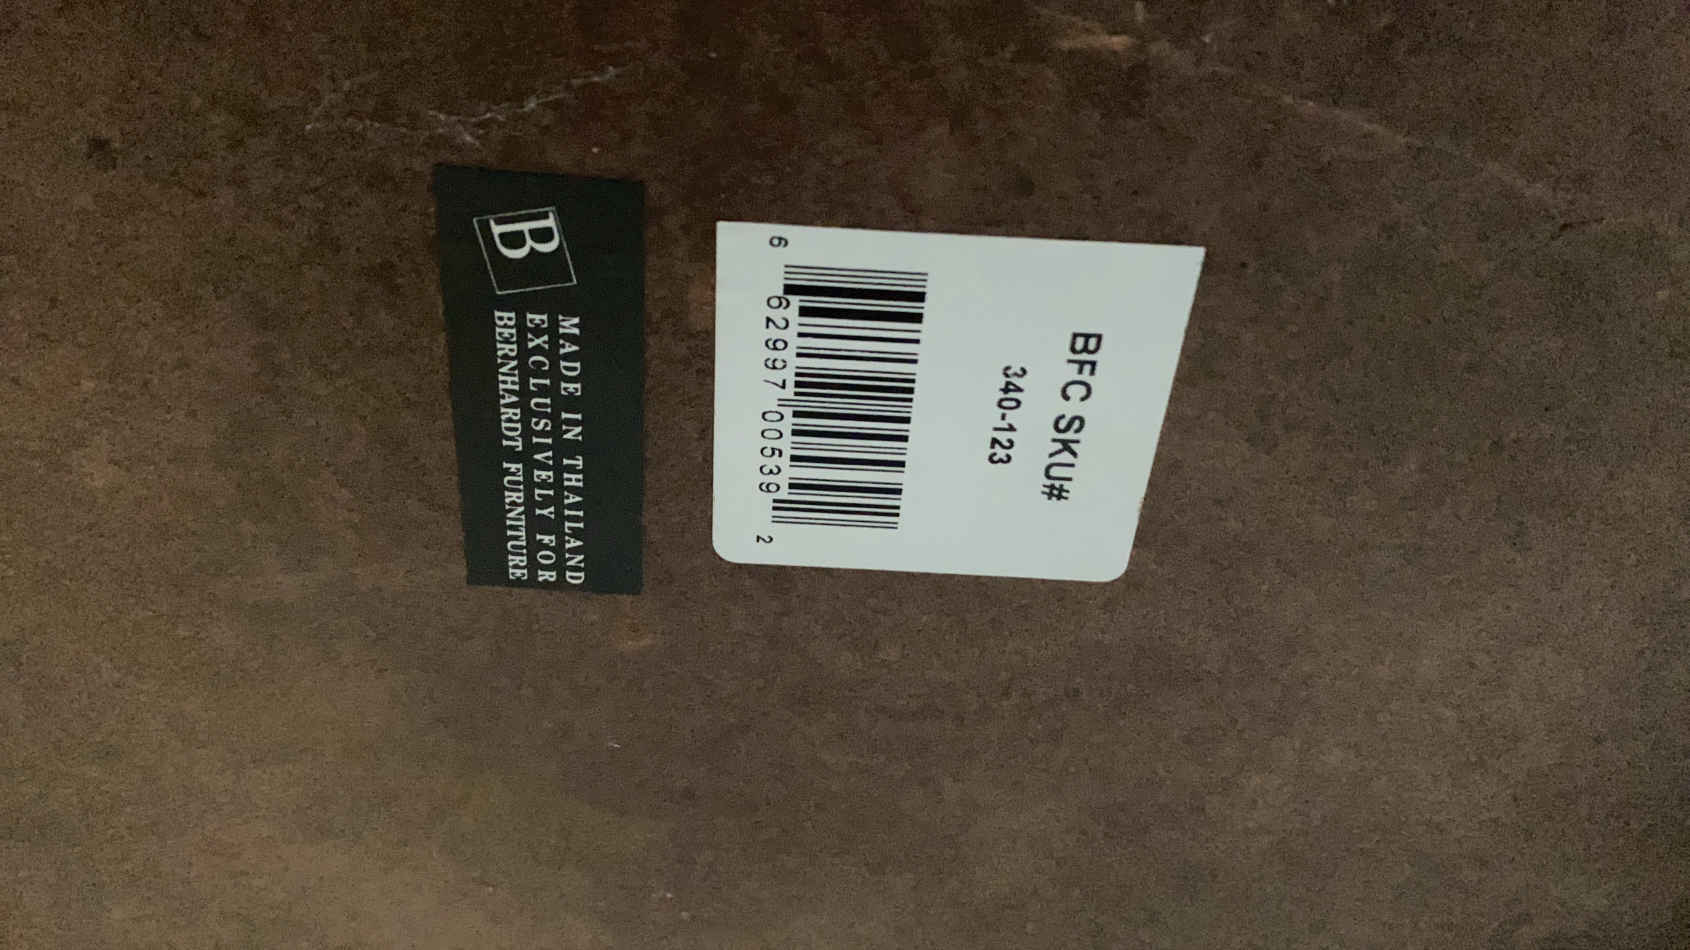 BFC SKU#
340-123
6 62997 00539 2
B
MADE IN THAILAND
EXCLUSIVELY FOR
BERNHARDT FURNITURE